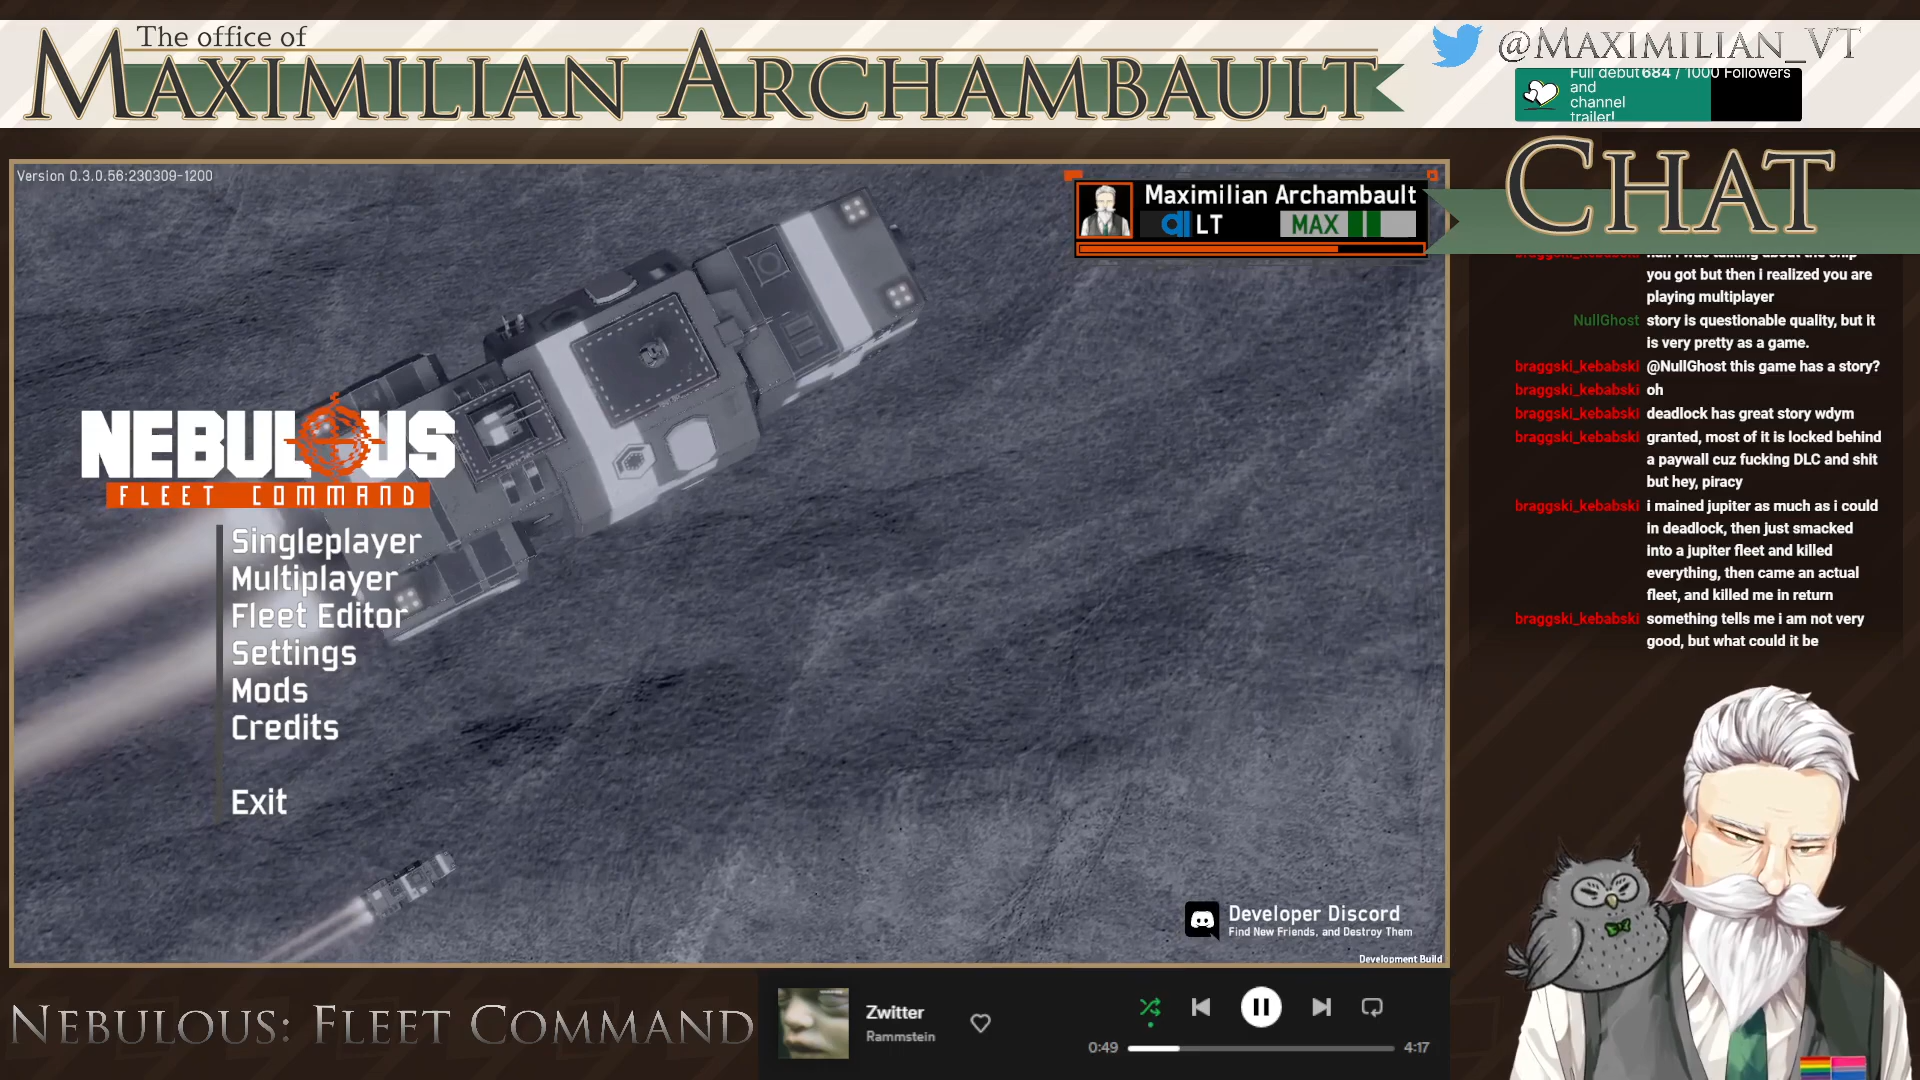 The office of
MAXIMILIAN ARCHAMBAULT
@MAXIMILIAN_VT
Full debut 684 / 1000 Followers
and
channel
trailer!
CHAT
Version 0.3.0.56:230309-1200
Maximilian Archambault
LT
MAX
you got but then i realized you are
playing multiplayer
NullGhost story is questionable quality, but it
is very pretty as a game.
braggski_kebabski @NullGhost this game has a story?
braggski_kebabski oh
braggski_kebabski deadlock has great story wdym
braggski_kebabski granted, most of it is locked behind
a paywall cuz fucking DLC and shit
but hey, piracy
braggski_kebabski i mained jupiter as much as i could
in deadlock, then just smacked
into a jupiter fleet and killed
everything, then came an actual
fleet, and killed me in return
braggski_kebabski something tells me i am not very
good, but what could it be
NEBULOUS
FLEET COMMAND
Singleplayer
Multiplayer
Fleet Editor
Settings
Mods
Credits
Exit
Developer Discord
Find New Friends, and Destroy Them
Development Build
NEBULOUS: FLEET COMMAND
Zwitter
Rammstein
0:49
4:17